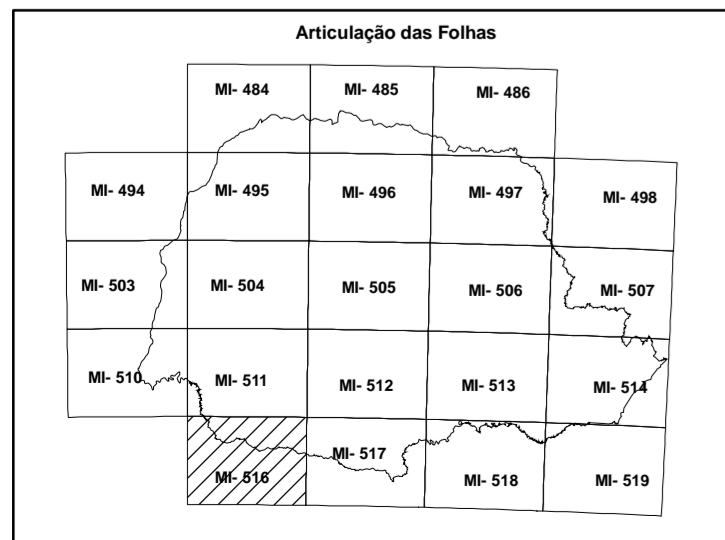 Articulação das Folhas
MI- 484 MI- 485 MI- 486
MI- 494 MI- 495 MI- 496 MI- 497 MI- 498
MI- 503 MI- 504 MI- 505 MI- 506 MI- 507
MI- 510 MI- 511 MI- 512 MI- 513 MI- 514
MI- 516 MI- 517 MI- 518 MI- 519